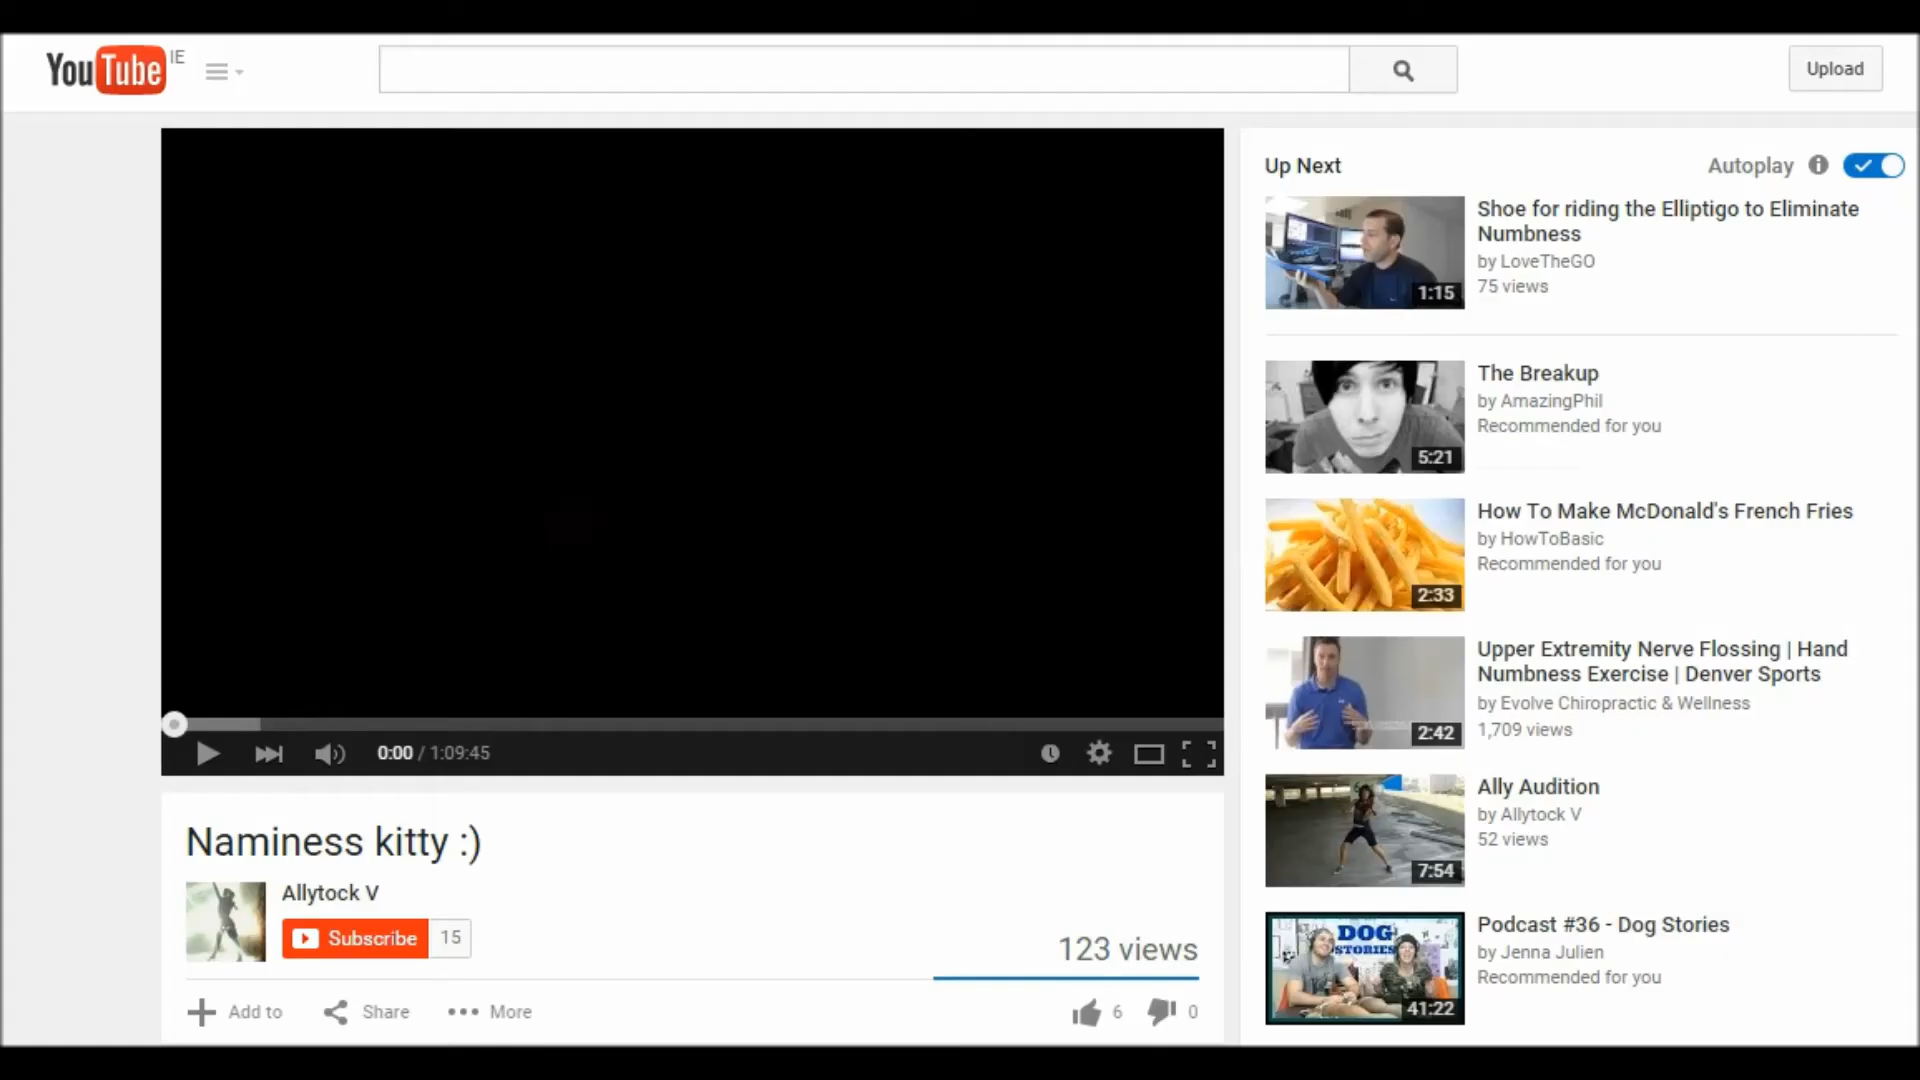 YouTube IE
Upload
Up Next
Autoplay
Shoe for riding the Elliptigo to Eliminate
Numbness
by LoveTheGO
75 views
1:15
The Breakup
by AmazingPhil
Recommended for you
5:21
How To Make McDonald's French Fries
by HowToBasic
Recommended for you
2:33
Upper Extremity Nerve Flossing | Hand
Numbness Exercise | Denver Sports
by Evolve Chiropractic & Wellness
1,709 views
2:42
Ally Audition
by Allytock V
52 views
7:54
Podcast #36 - Dog Stories
by Jenna Julien
Recommended for you
DOG
STORIES
41:22
0:00 / 1:09:45
Naminess kitty :)
Allytock V
Subscribe 15
123 views
Add to Share More
6 0